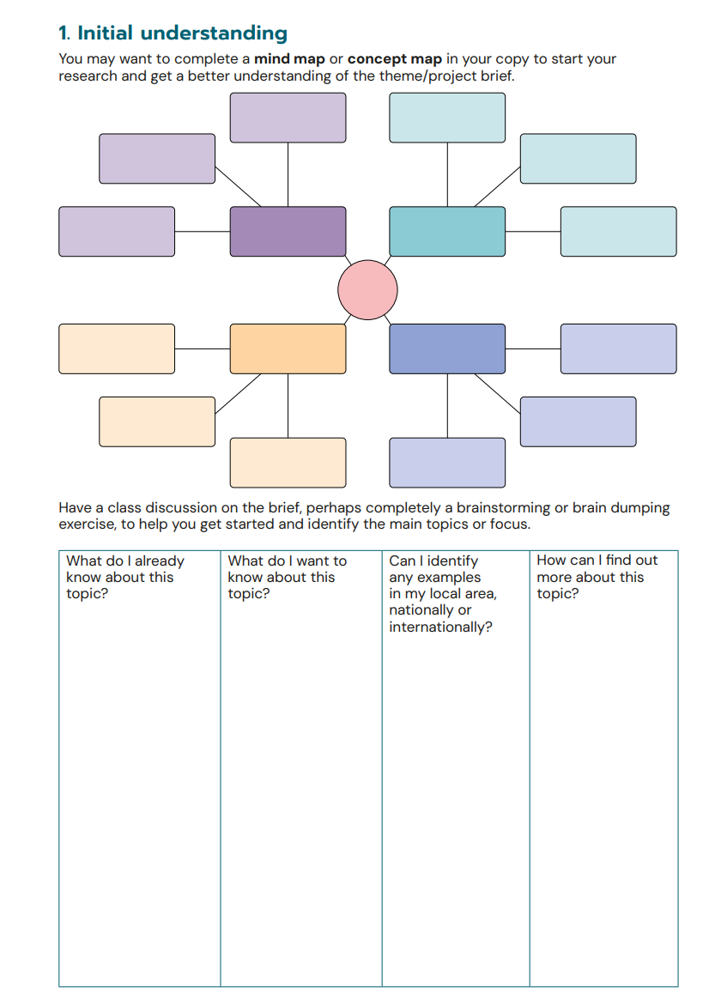 1. Initial understanding
You may want to complete a mind map or concept map in your copy to start your
research and get a better understanding of the theme/project brief.
Have a class discussion on the brief, perhaps completely a brainstorming or brain dumping
exercise, to help you get started and identify the main topics or focus.
What do I already
know about this
topic?
What do I want to
know about this
topic?
Can I identify
any examples
in my local area,
nationally or
internationally?
How can I find out
more about this
topic?